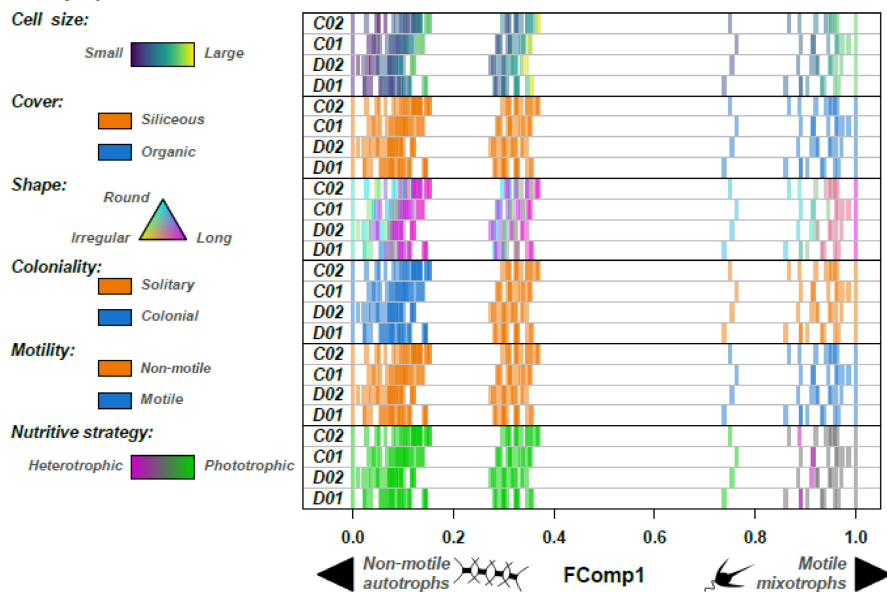 Cell size:
Small Large
Cover:
Siliceous
Organic
Shape:
Round
Irregular Long
Coloniality:
Solitary
Colonial
Motility:
Non-motile
Motile
Nutritive strategy:
Heterotrophic Phototrophic
C02
C01
D02
D01
C02
C01
D02
D01
C02
C01
D02
D01
C02
C01
D02
D01
C02
C01
D02
D01
C02
C01
D02
D01
0.0 0.2 0.4 0.6 0.8 1.0
Non-motile
autotrophs
FComp1
Motile
mixotrophs